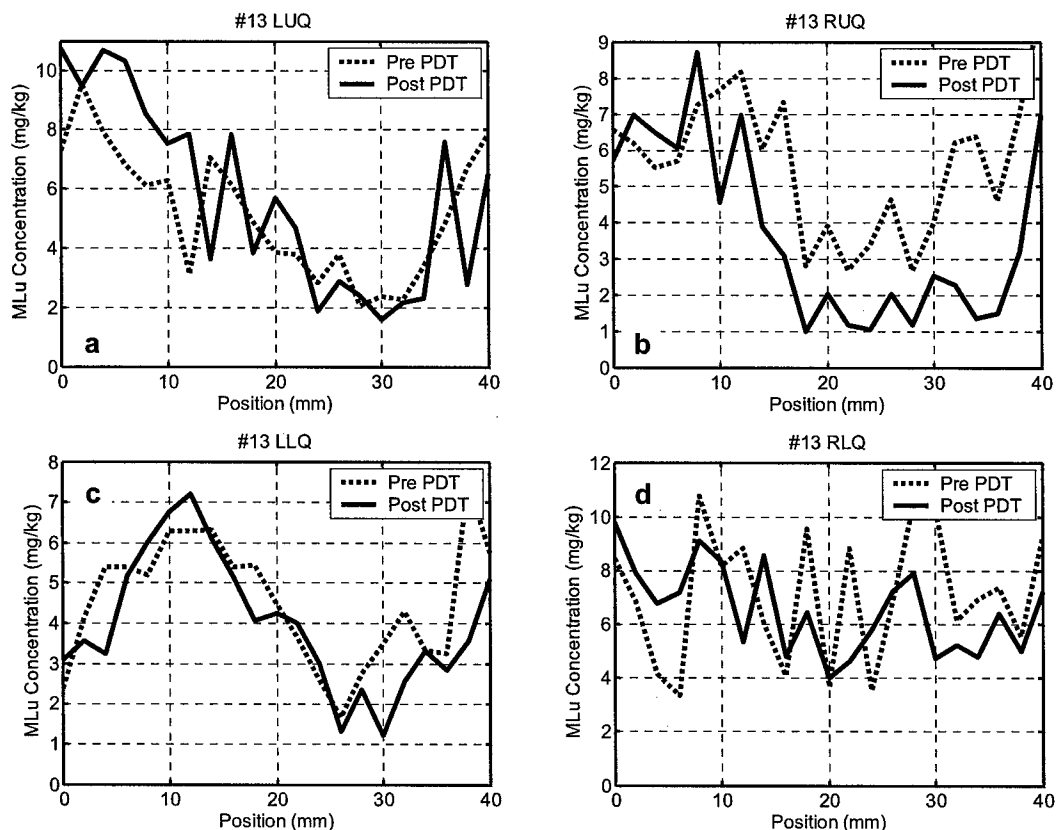 #13 LUQ
MLu Concentration (mg/kg)
10
8
6
4
2
0
Pre PDT
Post PDT
a
0 10 20 30 40
Position (mm)
#13 RUQ
MLu Concentration (mg/kg)
9
8
7
6
5
4
3
2
1
0
Pre PDT
Post PDT
b
0 10 20 30 40
Position (mm)
#13 LLQ
MLu Concentration (mg/kg)
8
7
6
5
4
3
2
1
0
Pre PDT
Post PDT
c
0 10 20 30 40
Position (mm)
#13 RLQ
MLu Concentration (mg/kg)
12
10
8
6
4
2
0
Pre PDT
Post PDT
d
0 10 20 30 40
Position (mm)